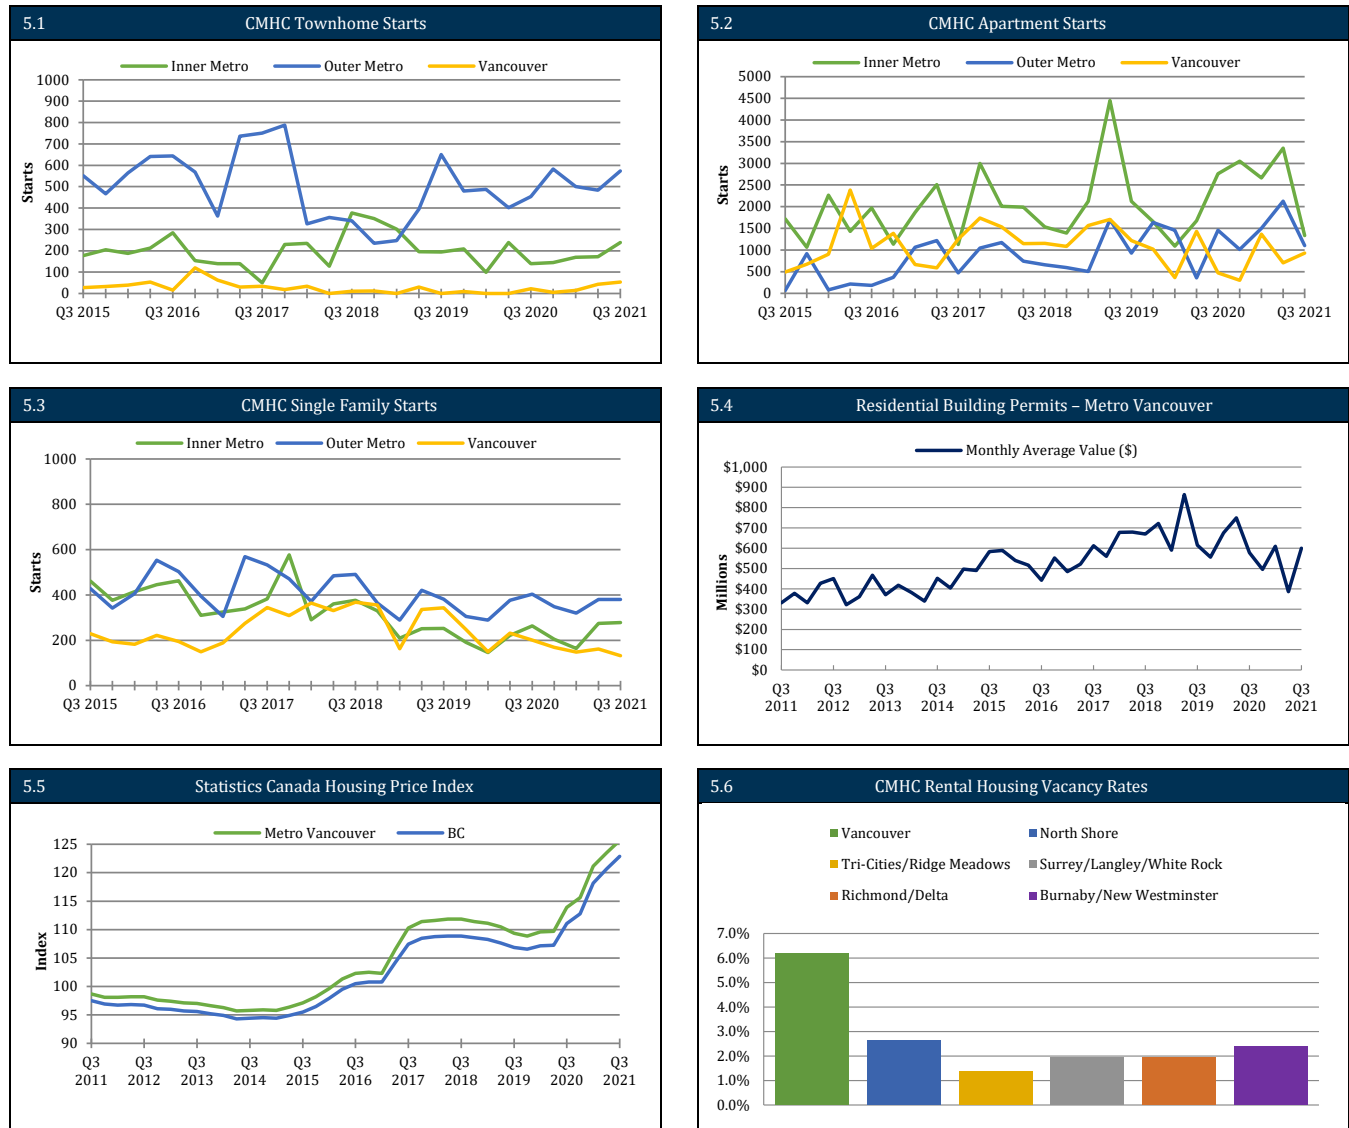 5.1 CMHC Townhome Starts
Inner Metro Outer Metro Vancouver
1000
900
800
700
600
500
400
300
200
100
0
Starts
Q3 2015 Q3 2016 Q3 2017 Q3 2018 Q3 2019 Q3 2020 Q3 2021
5.2 CMHC Apartment Starts
Inner Metro Outer Metro Vancouver
5000
4500
4000
3500
3000
2500
2000
1500
1000
500
0
Starts
Q3 2015 Q3 2016 Q3 2017 Q3 2018 Q3 2019 Q3 2020 Q3 2021
5.3 CMHC Single Family Starts
Inner Metro Outer Metro Vancouver
1000
800
600
400
200
0
Starts
Q3 2015 Q3 2016 Q3 2017 Q3 2018 Q3 2019 Q3 2020 Q3 2021
5.4 Residential Building Permits – Metro Vancouver
Monthly Average Value ($)
$1,000
$900
$800
$700
$600
$500
$400
$300
$200
$100
$0
Millions
Q3 Q3 Q3 Q3 Q3 Q3 Q3 Q3 Q3 Q3 Q3
2011 2012 2013 2014 2015 2016 2017 2018 2019 2020 2021
5.5 Statistics Canada Housing Price Index
Metro Vancouver BC
125
120
115
110
105
100
95
90
Index
Q3 Q3 Q3 Q3 Q3 Q3 Q3 Q3 Q3 Q3 Q3
2011 2012 2013 2014 2015 2016 2017 2018 2019 2020 2021
5.6 CMHC Rental Housing Vacancy Rates
Vancouver North Shore
Tri-Cities/Ridge Meadows Surrey/Langley/White Rock
Richmond/Delta Burnaby/New Westminster
7.0%
6.0%
5.0%
4.0%
3.0%
2.0%
1.0%
0.0%